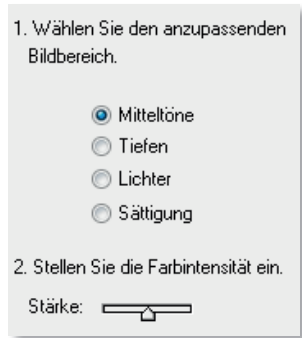 1. Wählen Sie den anzupassenden
Bildbereich.
Mitteltöne
Tiefen
Lichter
Sättigung
2. Stellen Sie die Farbintensität ein.
Stärke: